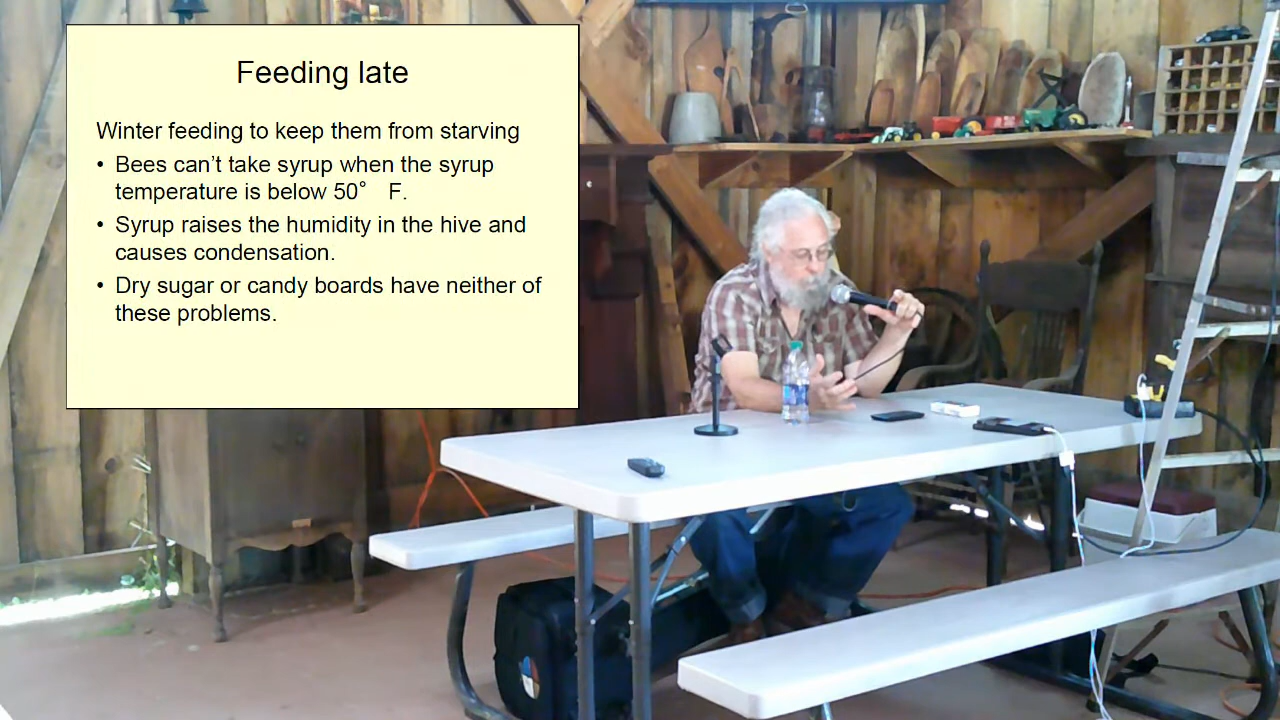 Feeding late
Winter feeding to keep them from starving
• Bees can’t take syrup when the syrup
temperature is below 50° F.
• Syrup raises the humidity in the hive and
causes condensation.
• Dry sugar or candy boards have neither of
these problems.